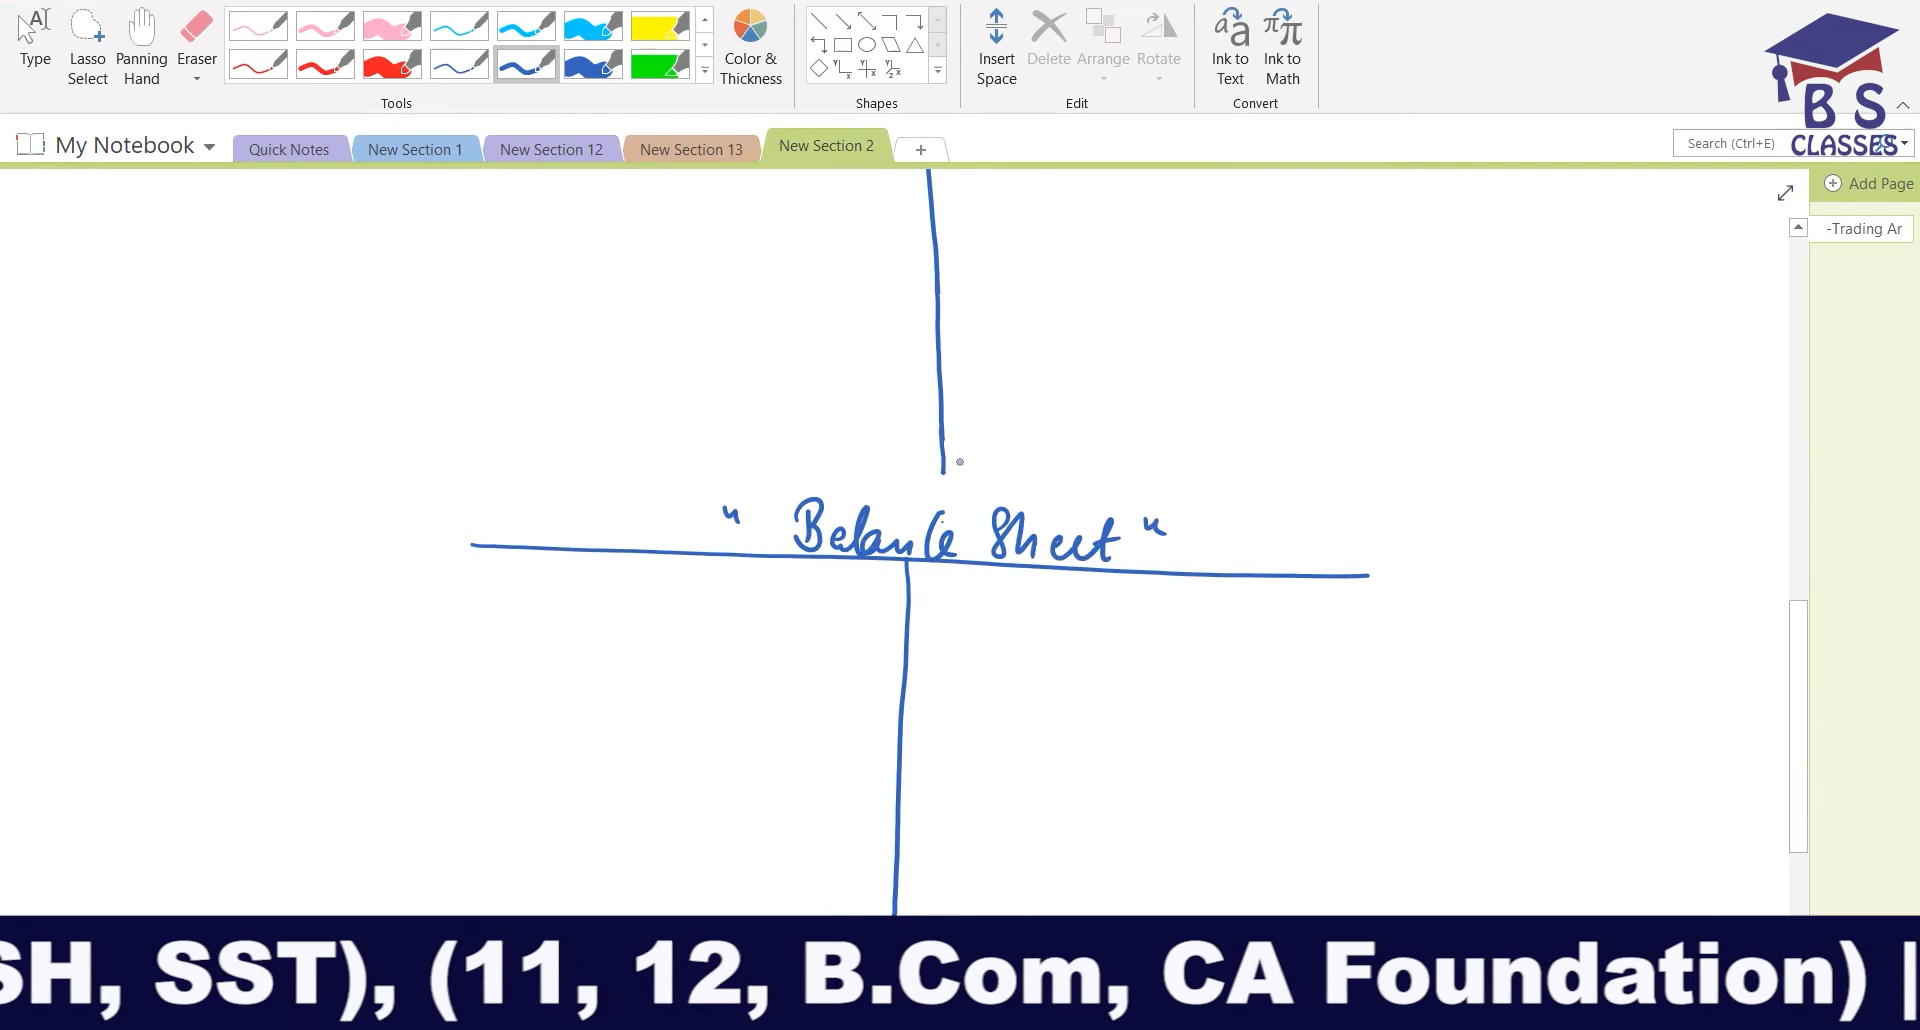 Type
Lasso Select
Panning Hand
Eraser
Color & Thickness
Insert Space
Delete
Arrange
Rotate
Ink to Text
Ink to Math
Tools
Shapes
Edit
Convert
B S
CLASSES
My Notebook
Quick Notes
New Section 1
New Section 12
New Section 13
New Section 2
Search (Ctrl+E)
Add Page
-Trading Ar
" Balance Sheet "
SH, SST), (11, 12, B.Com, CA Foundation) |